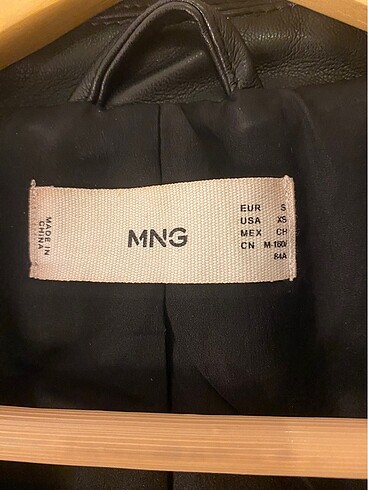 MADE IN
CHINA
MNG
EUR S
USA XS
MEX CH
CN M-160/
84A